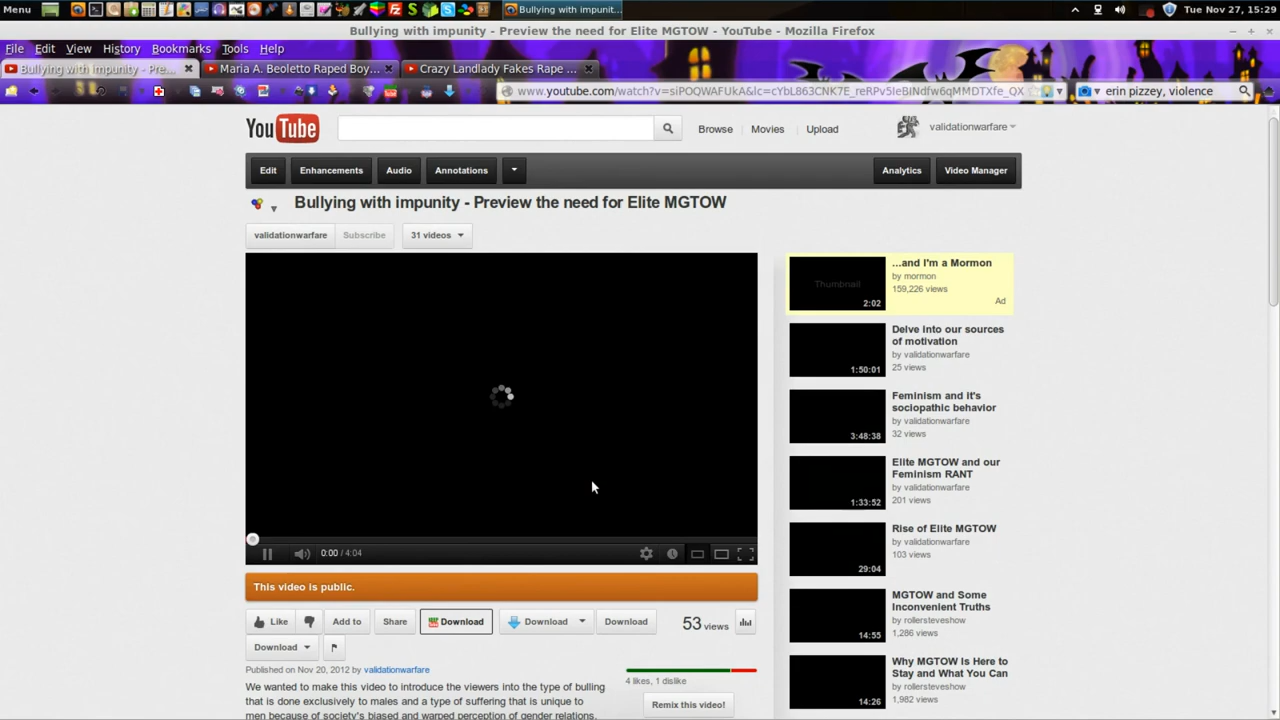 Menu
Bullying with impunit...
Tue Nov 27, 15:29
Bullying with impunity - Preview the need for Elite MGTOW - YouTube - Mozilla Firefox
File Edit View History Bookmarks Tools Help
Bullying with impunity - Pre...
Maria A. Beoletto Raped Boy...
Crazy Landlady Fakes Rape ...
www.youtube.com/watch?v=siPOQWAFUkA&lc=cYbL863CNK7E_reRPv5IeBINdfw6qMMDTXfe_QX
erin pizzey, violence
YouTube
Browse Movies Upload
validationwarfare
Edit Enhancements Audio Annotations
Analytics Video Manager
Bullying with impunity - Preview the need for Elite MGTOW
validationwarfare Subscribe 31 videos
0:00 / 4:04
This video is public.
Like Add to Share Download Download Download
53 views
Download
Published on Nov 20, 2012 by validationwarfare
4 likes, 1 dislike
We wanted to make this video to introduce the viewers into the type of bulling
that is done exclusively to males and a type of suffering that is unique to
men because of society's biased and warped perception of gender relations.
Remix this video!
Thumbnail
2:02
...and I'm a Mormon
by mormon
159,226 views
Ad
1:50:01
Delve into our sources
of motivation
by validationwarfare
25 views
3:48:38
Feminism and it's
sociopathic behavior
by validationwarfare
32 views
1:33:52
Elite MGTOW and our
Feminism RANT
by validationwarfare
201 views
29:04
Rise of Elite MGTOW
by validationwarfare
103 views
14:55
MGTOW and Some
Inconvenient Truths
by rollersteveshow
1,286 views
14:26
Why MGTOW Is Here to
Stay and What You Can
by rollersteveshow
1,982 views